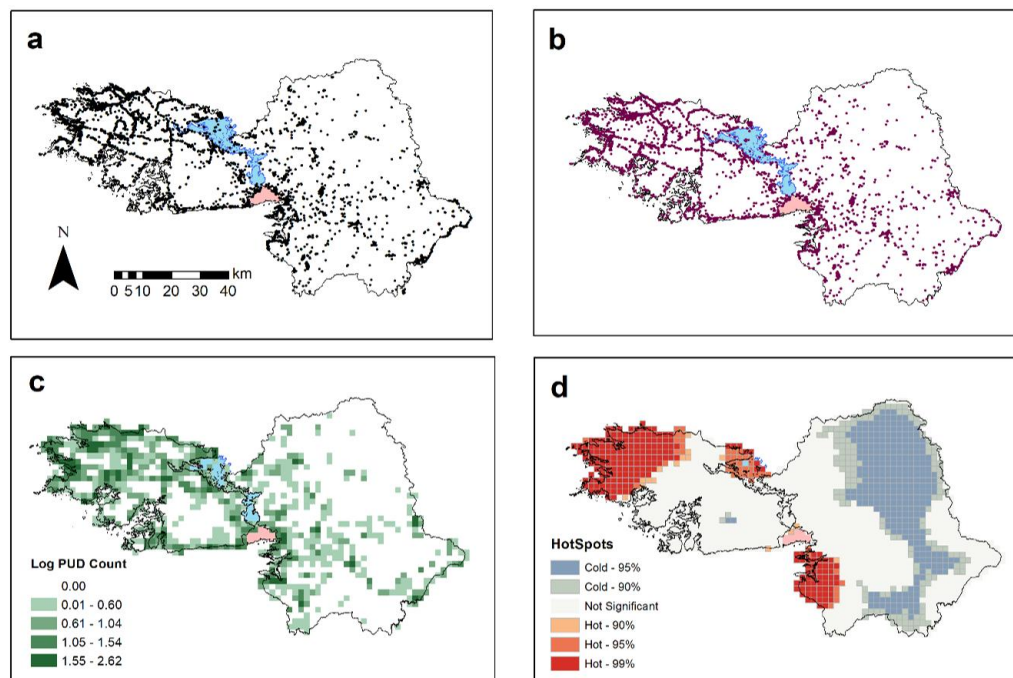 a
N
km
0 5 10 20 30 40
b
c
Log PUD Count
0.00
0.01 - 0.60
0.61 - 1.04
1.05 - 1.54
1.55 - 2.62
d
HotSpots
Cold - 95%
Cold - 90%
Not Significant
Hot - 90%
Hot - 95%
Hot - 99%